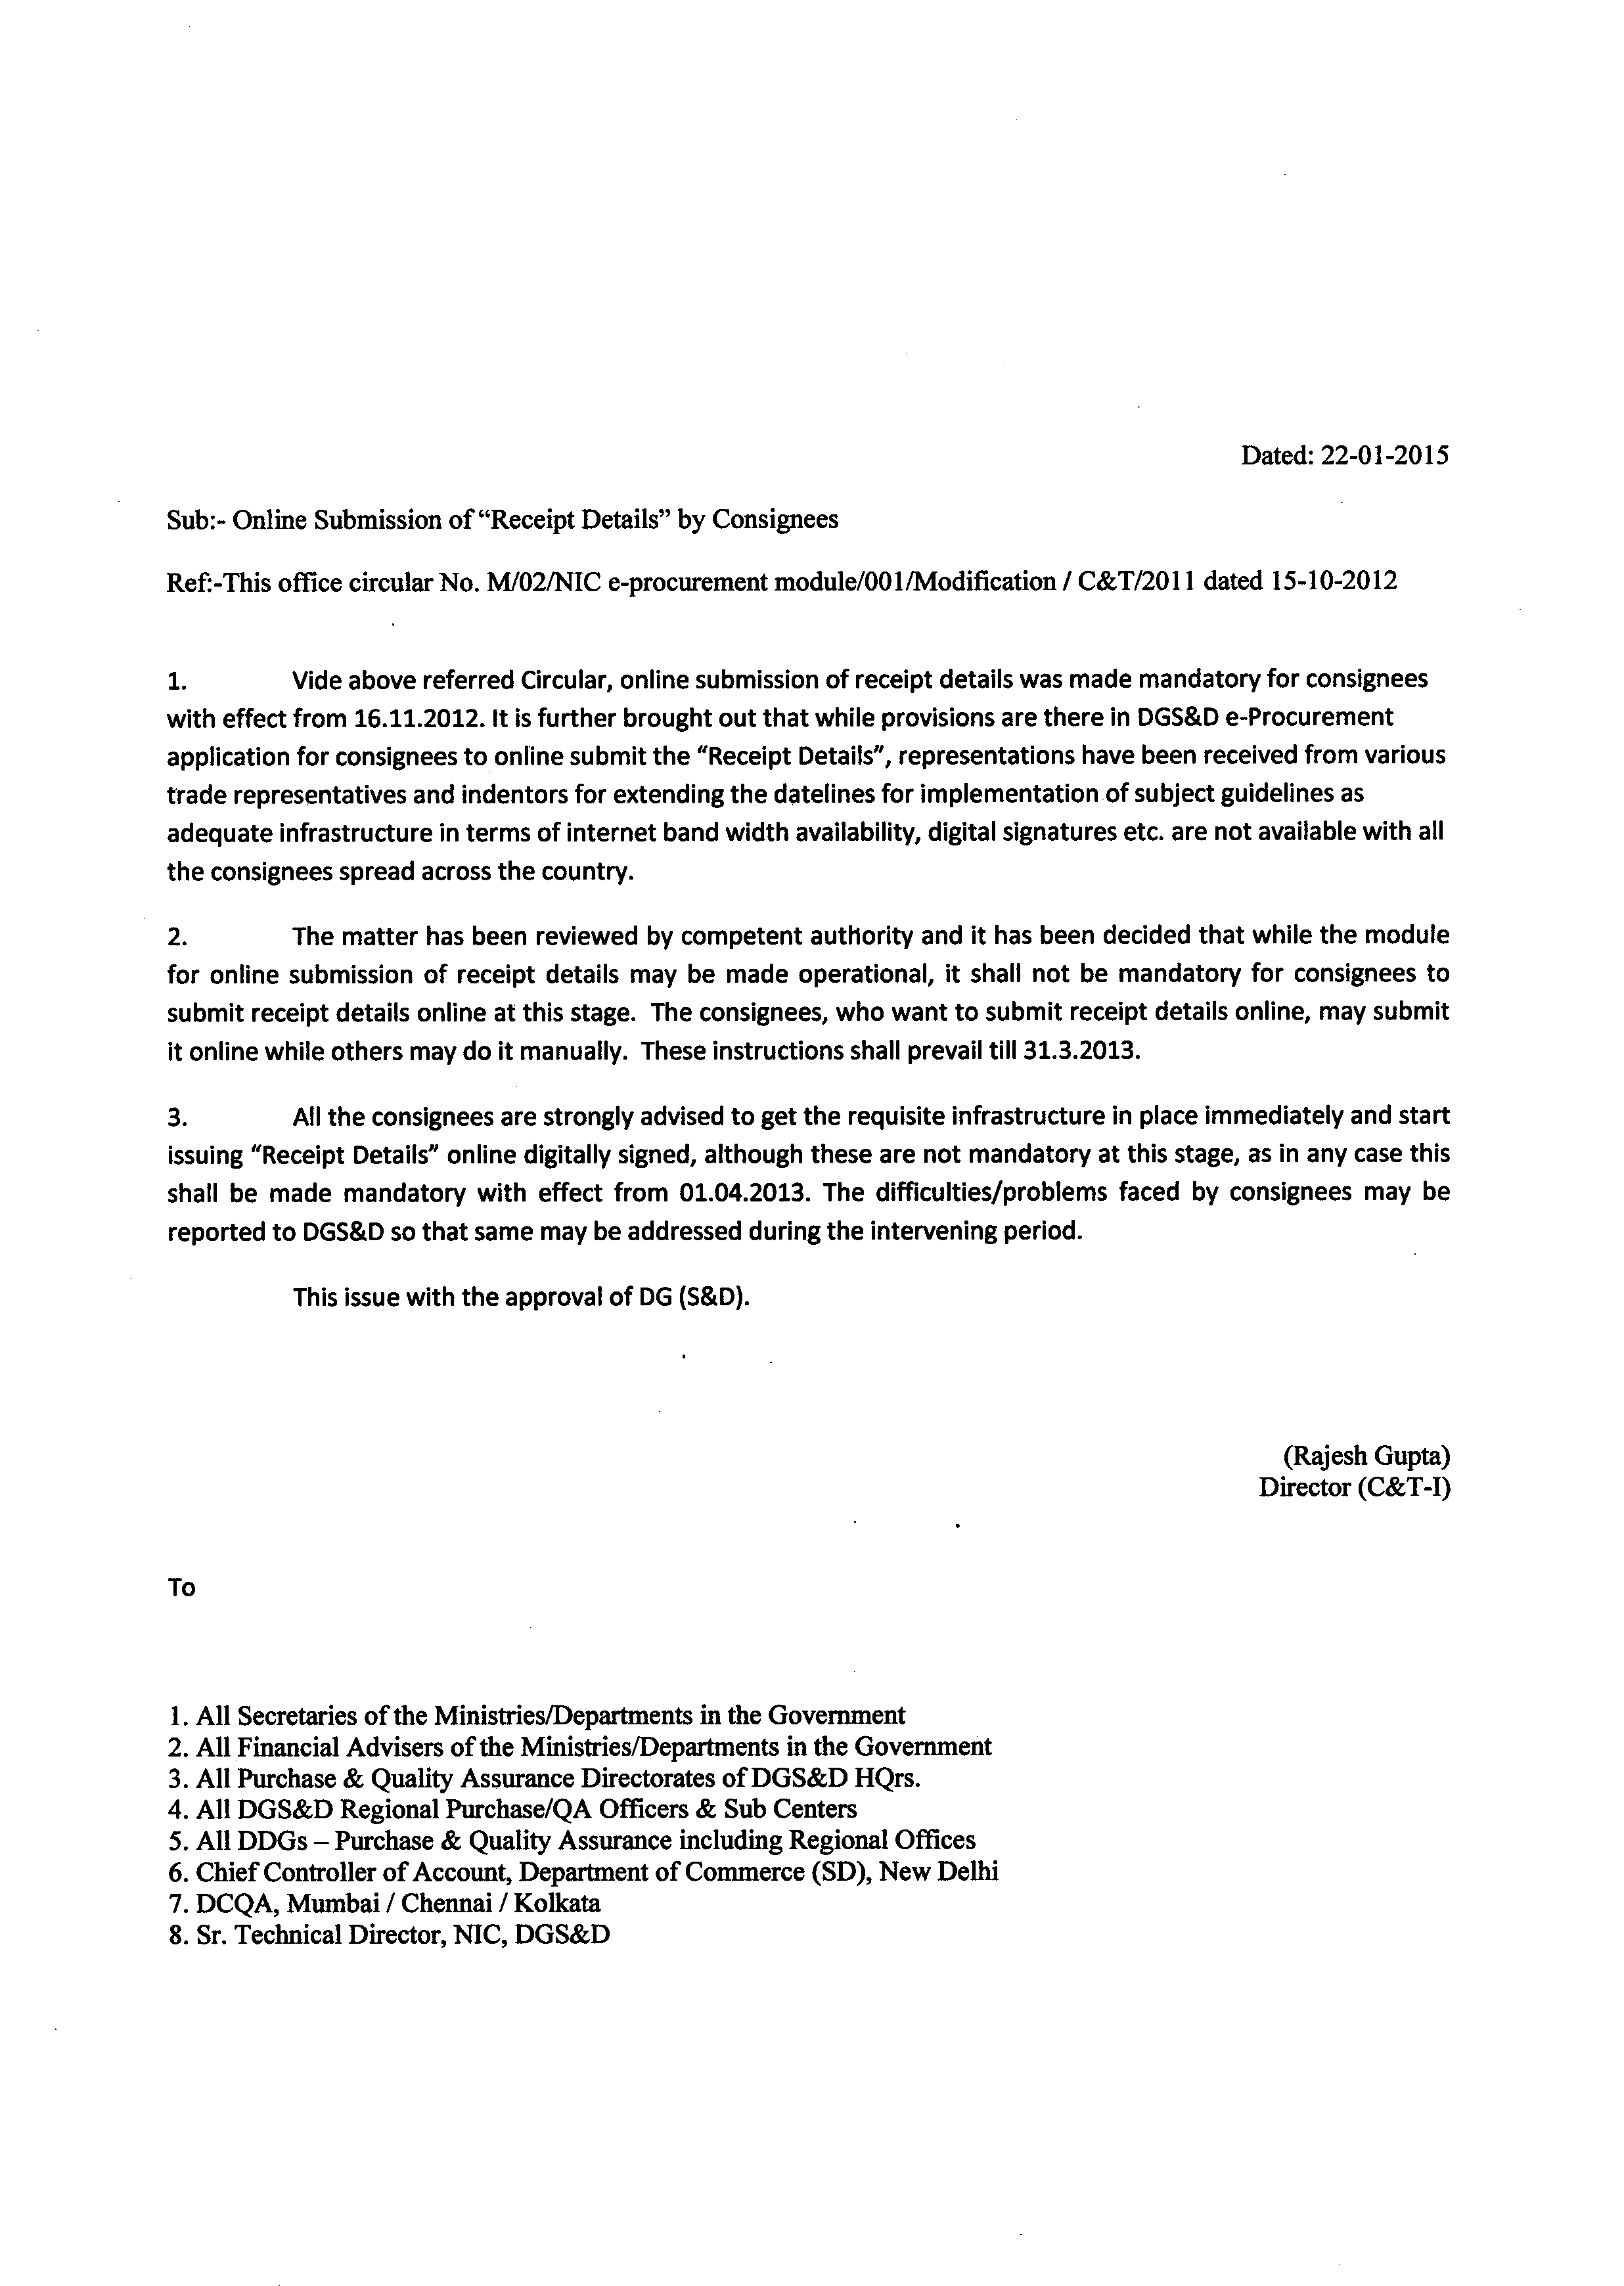 Dated: 22-01-2015
Sub:- Online Submission of “Receipt Details” by Consignees
Ref:-This office circular No. M/02/NIC e-procurement module/001/Modification / C&T/2011 dated 15-10-2012
1. Vide above referred Circular, online submission of receipt details was made mandatory for consignees
with effect from 16.11.2012. It is further brought out that while provisions are there in DGS&D e-Procurement
application for consignees to online submit the “Receipt Details”, representations have been received from various
trade representatives and indentors for extending the datelines for implementation of subject guidelines as
adequate infrastructure in terms of internet band width availability, digital signatures etc. are not available with all
the consignees spread across the country.
2. The matter has been reviewed by competent authority and it has been decided that while the module
for online submission of receipt details may be made operational, it shall not be mandatory for consignees to
submit receipt details online at this stage. The consignees, who want to submit receipt details online, may submit
it online while others may do it manually. These instructions shall prevail till 31.3.2013.
3. All the consignees are strongly advised to get the requisite infrastructure in place immediately and start
issuing “Receipt Details” online digitally signed, although these are not mandatory at this stage, as in any case this
shall be made mandatory with effect from 01.04.2013. The difficulties/problems faced by consignees may be
reported to DGS&D so that same may be addressed during the intervening period.
This issue with the approval of DG (S&D).
(Rajesh Gupta)
Director (C&T-I)
To
1. All Secretaries of the Ministries/Departments in the Government
2. All Financial Advisers of the Ministries/Departments in the Government
3. All Purchase & Quality Assurance Directorates of DGS&D HQrs.
4. All DGS&D Regional Purchase/QA Officers & Sub Centers
5. All DDGs – Purchase & Quality Assurance including Regional Offices
6. Chief Controller of Account, Department of Commerce (SD), New Delhi
7. DCQA, Mumbai / Chennai / Kolkata
8. Sr. Technical Director, NIC, DGS&D